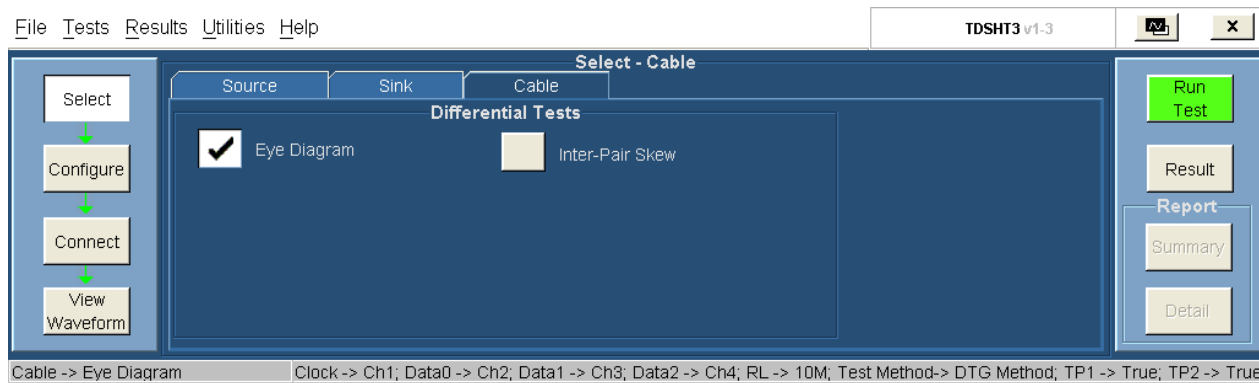 File Tests Results Utilities Help
TDSHT3 v1-3
x
Select - Cable
Select
Configure
Connect
View
Waveform
Source Sink Cable
Differential Tests
Eye Diagram Inter-Pair Skew
Run
Test
Result
Report
Summary
Detail
Cable -> Eye Diagram Clock -> Ch1; Data0 -> Ch2; Data1 -> Ch3; Data2 -> Ch4; RL -> 10M; Test Method-> DTG Method; TP1 -> True; TP2 -> True